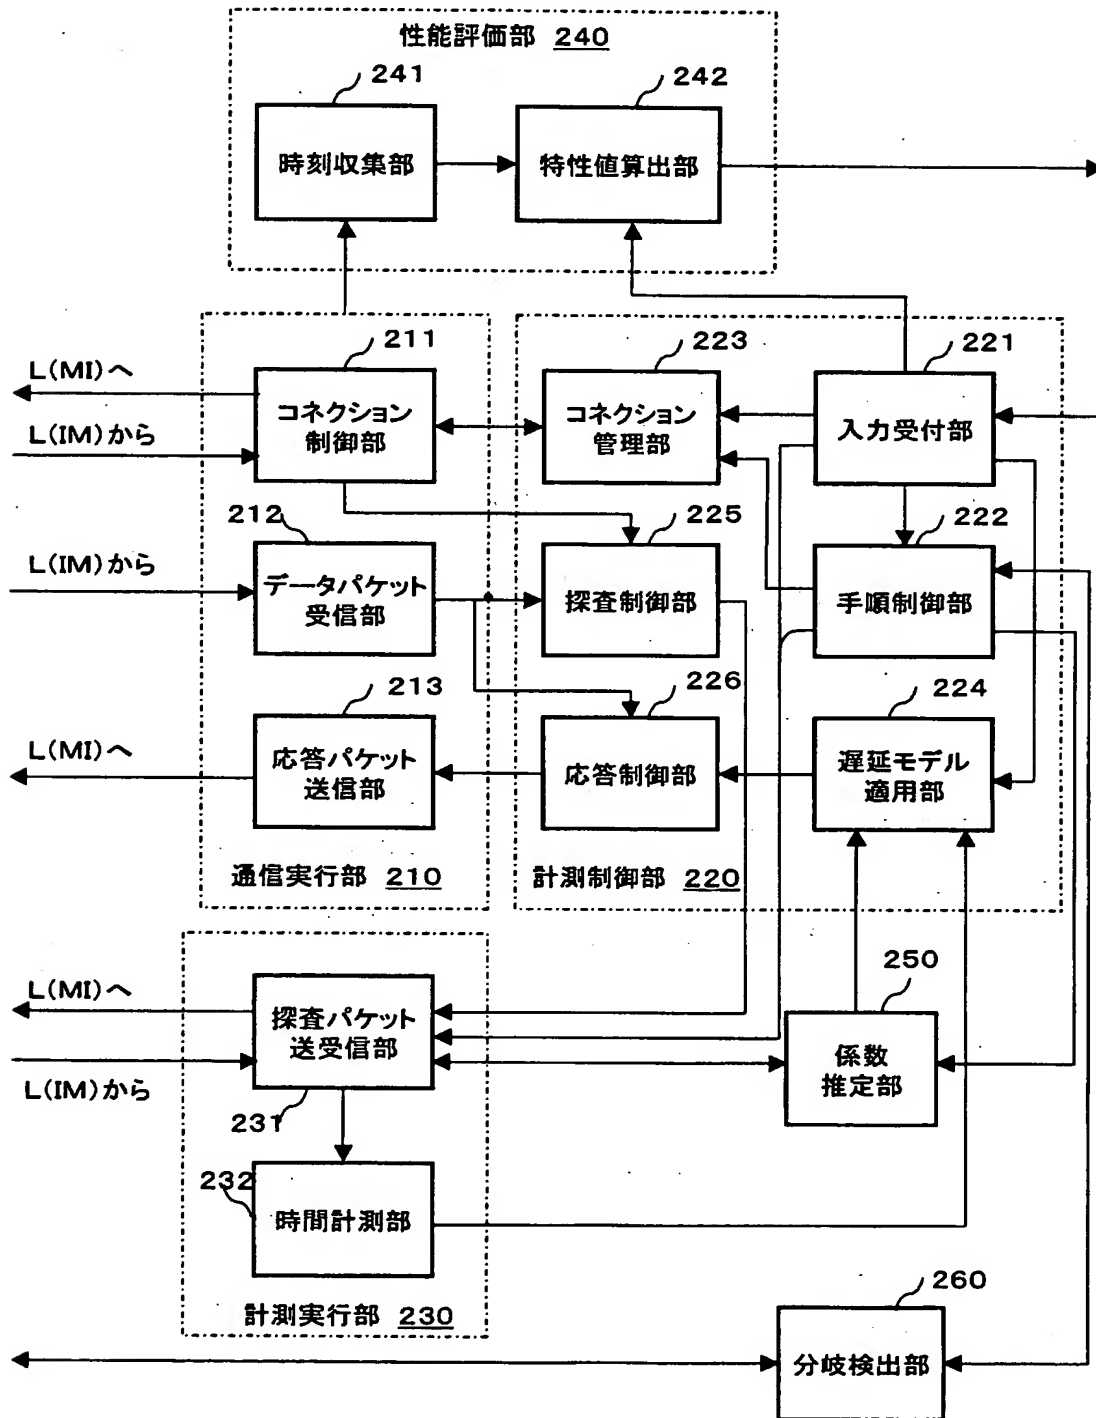 性能評価部 240
241
242
時刻収集部
特性値算出部
211
223
221
L(MI)へ
L(IM)から
コネクション
制御部
コネクション
管理部
入力受付部
212
225
222
L(IM)から
データパケット
受信部
探査制御部
手順制御部
213
226
224
L(MI)へ
応答パケット
送信部
応答制御部
遅延モデル
適用部
通信実行部 210
計測制御部 220
250
L(MI)へ
探査パケット
送受信部
係数
推定部
L(IM)から
231
232
時間計測部
260
計測実行部 230
分岐検出部